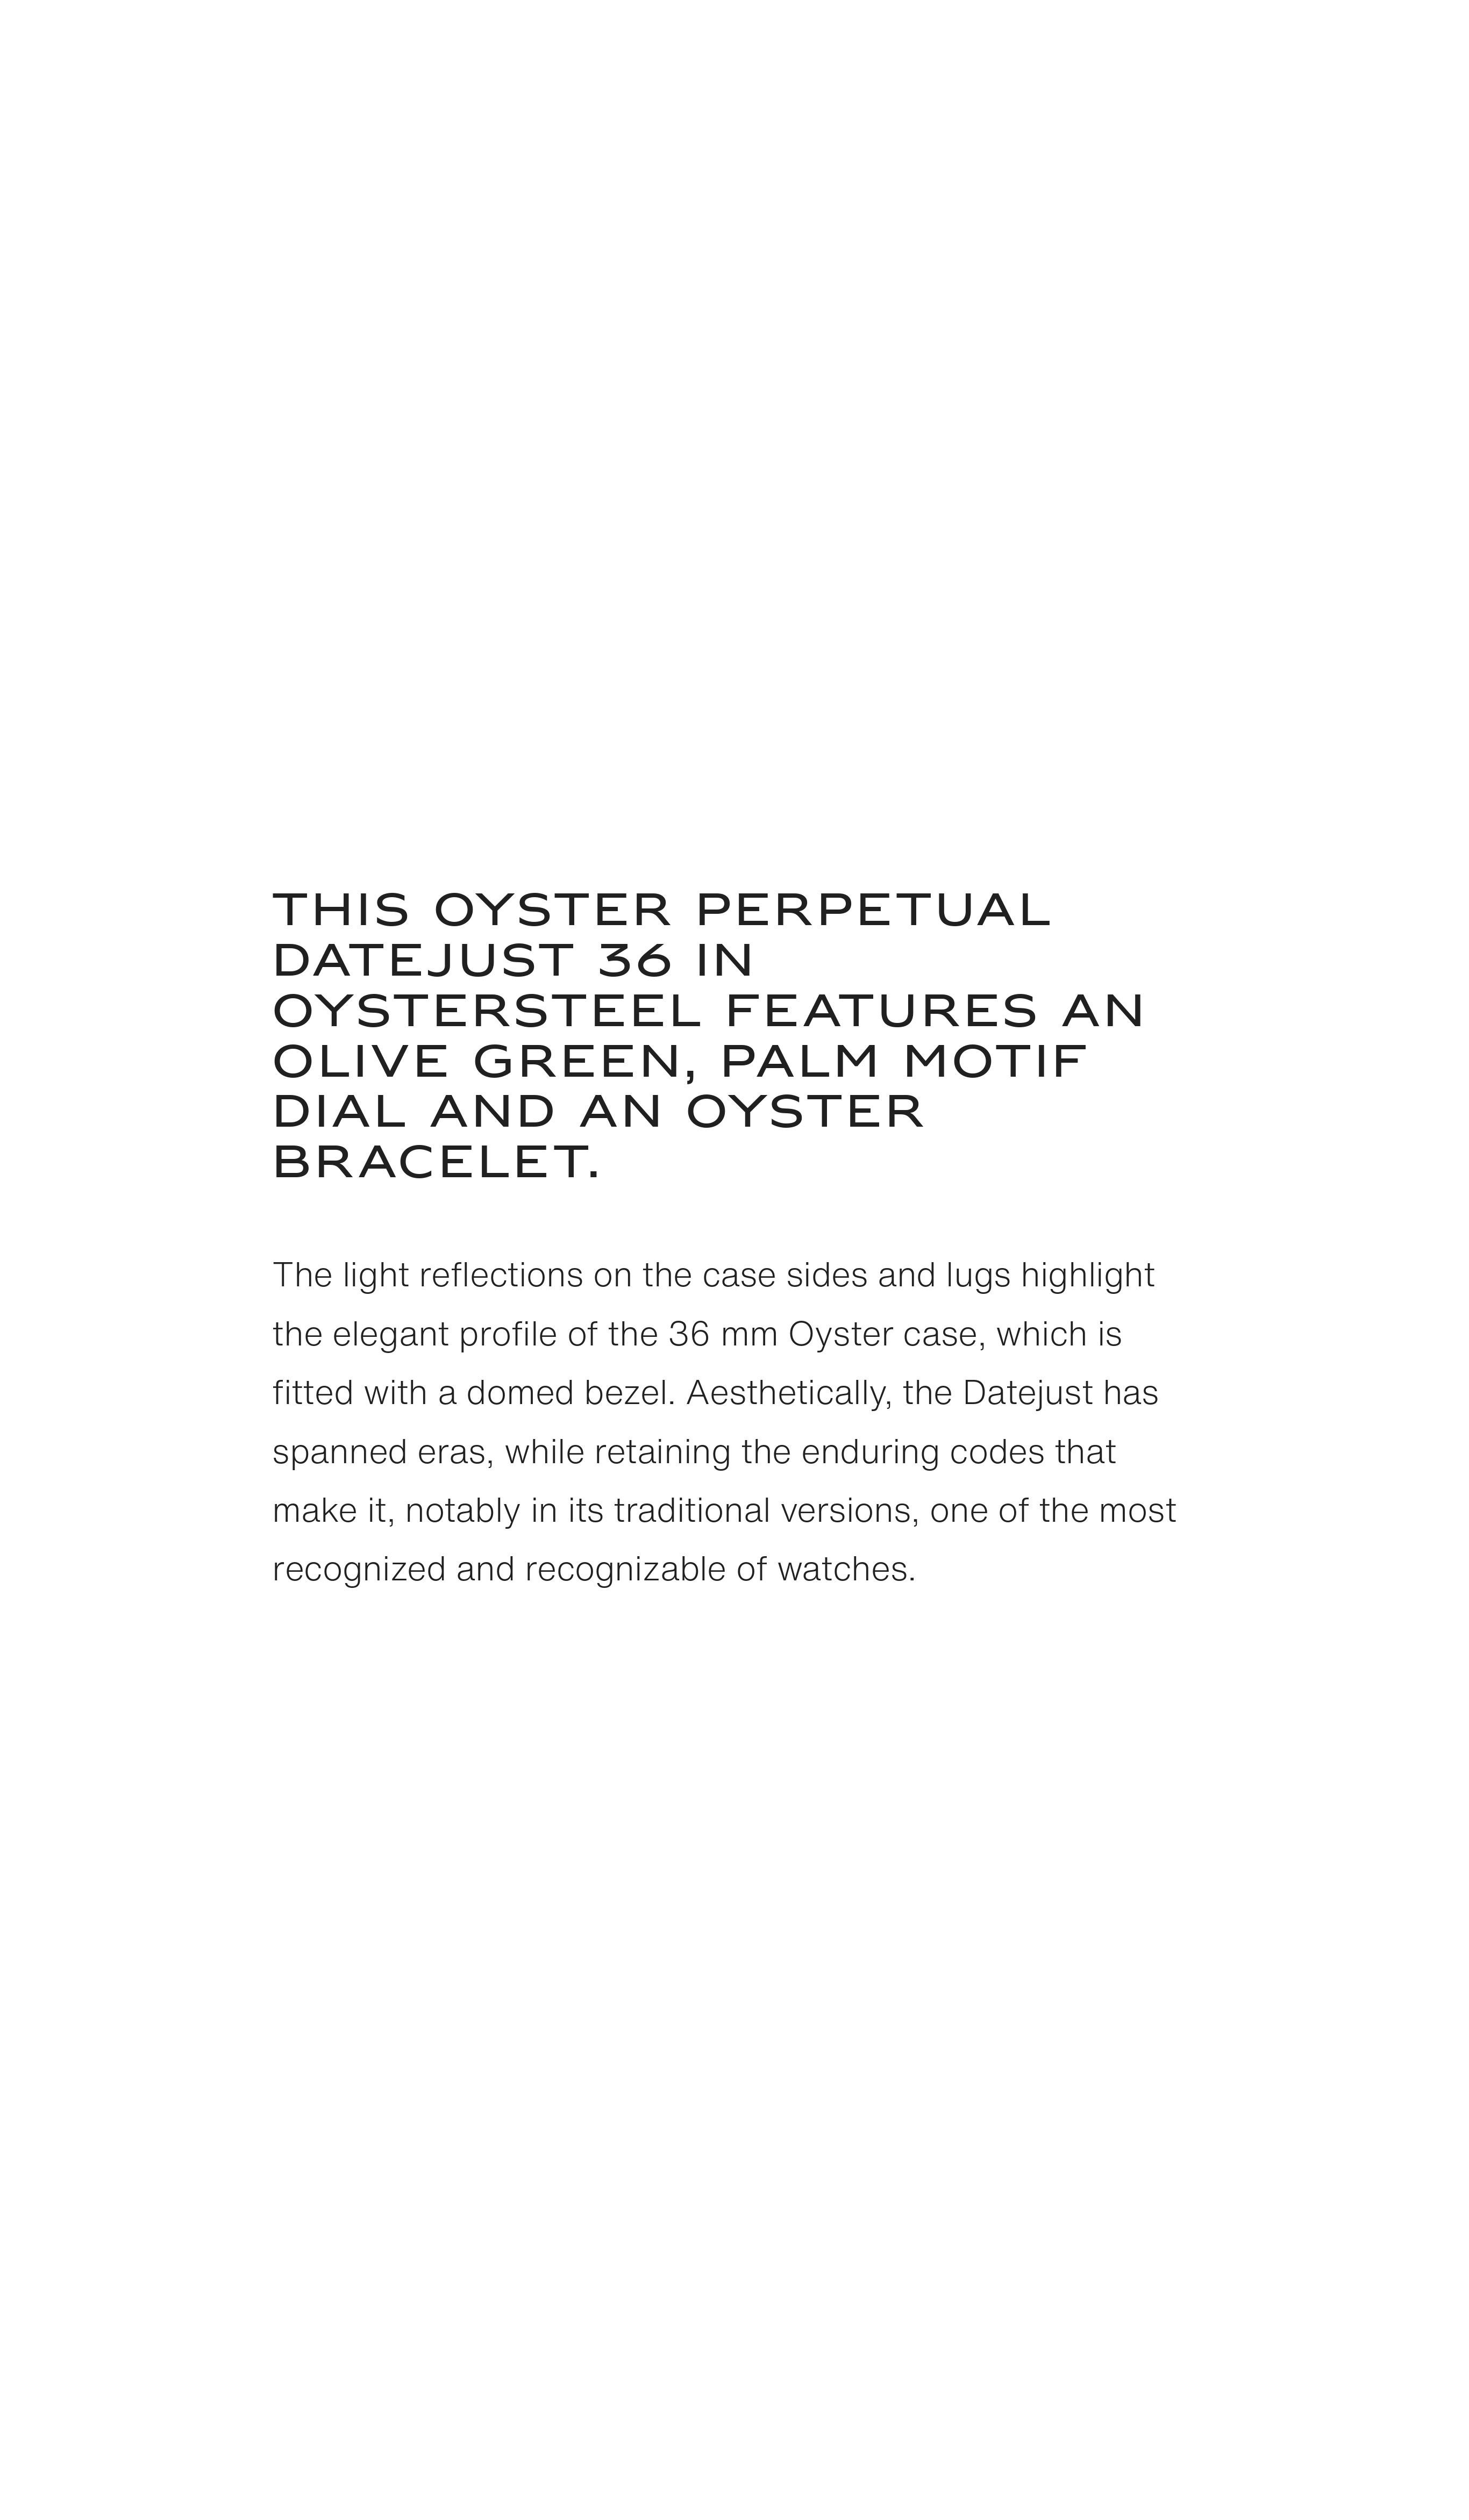 THIS OYSTER PERPETUAL
DATEJUST 36 IN
OYSTERSTEEL FEATURES AN
OLIVE GREEN, PALM MOTIF
DIAL AND AN OYSTER
BRACELET.
The light reflections on the case sides and lugs highlight
the elegant profile of the 36 mm Oyster case, which is
fitted with a domed bezel. Aesthetically, the Datejust has
spanned eras, while retaining the enduring codes that
make it, notably in its traditional versions, one of the most
recognized and recognizable of watches.